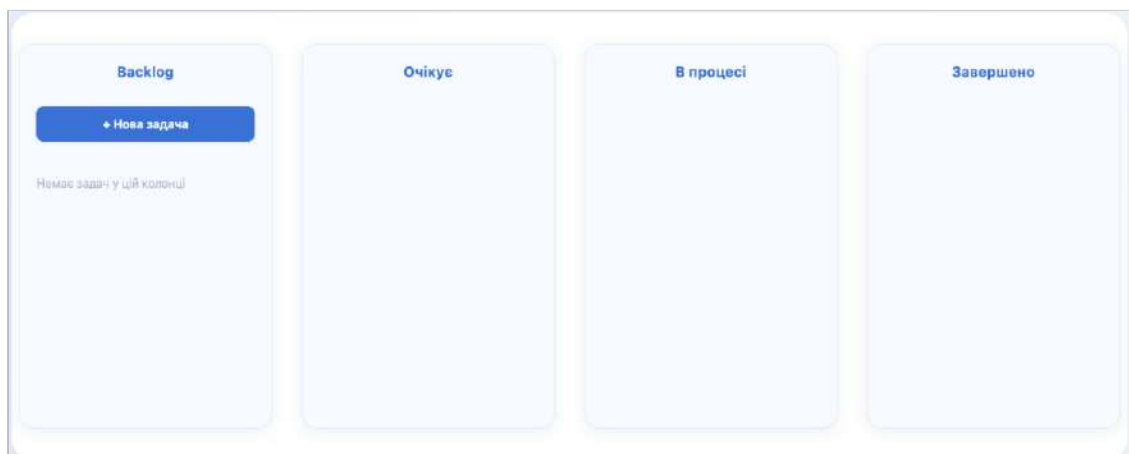 Backlog
Очікує
В процесі
Завершено
+ Нова задача
Немає задач у цій колонці